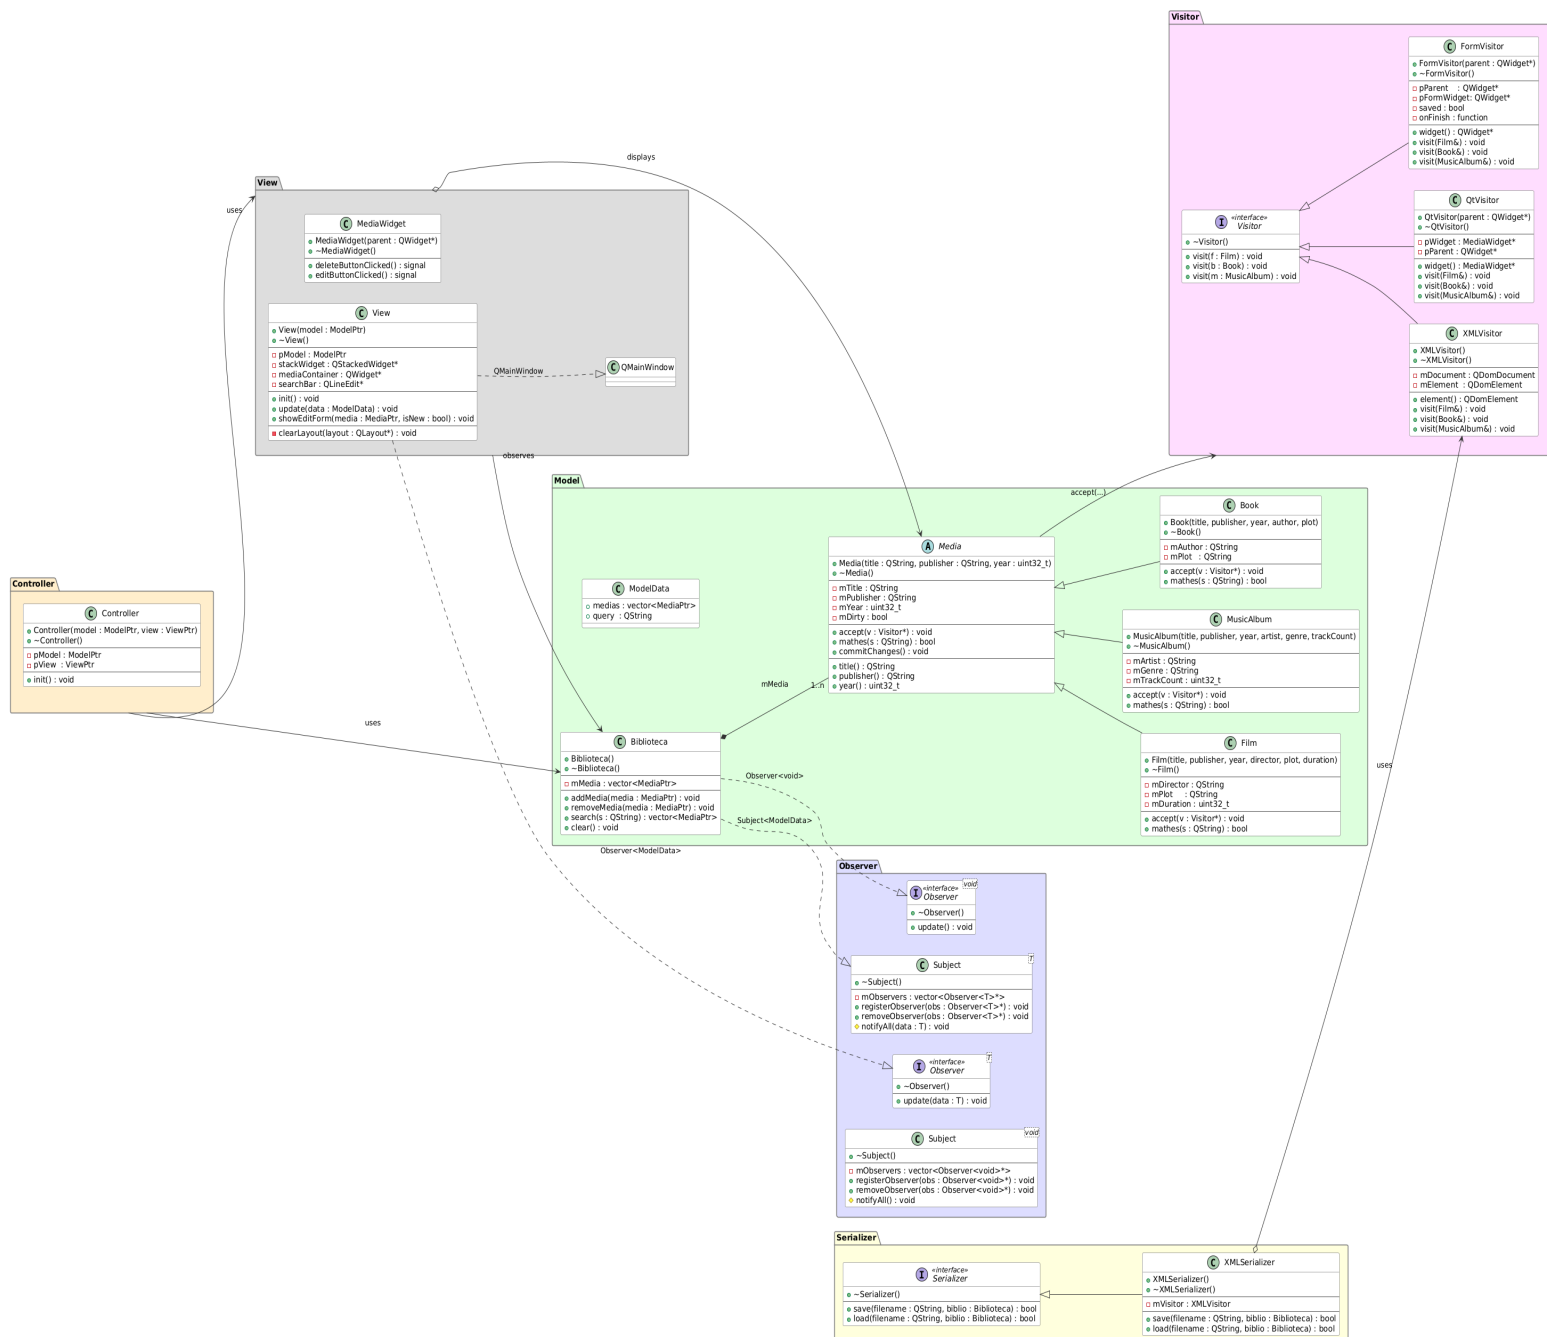 Visitor
FormVisitor
FormVisitor(parent : QWidget*)
~FormVisitor()
pParent    : QWidget*
pFormWidget: QWidget*
saved : bool
onFinish : function
widget() : QWidget*
visit(Film&) : void
visit(Book&) : void
visit(MusicAlbum&) : void
QtVisitor
QtVisitor(parent : QWidget*)
~QtVisitor()
pWidget : MediaWidget*
pParent : QWidget*
widget() : MediaWidget*
visit(Film&) : void
visit(Book&) : void
visit(MusicAlbum&) : void
«interface»
Visitor
~Visitor()
visit(f : Film) : void
visit(b : Book) : void
visit(m : MusicAlbum) : void
XMLVisitor
XMLVisitor()
~XMLVisitor()
mDocument : QDomDocument
mElement  : QDomElement
element() : QDomElement
visit(Film&) : void
visit(Book&) : void
visit(MusicAlbum&) : void
displays
uses
View
MediaWidget
MediaWidget(parent : QWidget*)
~MediaWidget()
deleteButtonClicked() : signal
editButtonClicked() : signal
View
View(model : ModelPtr)
~View()
pModel : ModelPtr
stackWidget : QStackedWidget*
mediaContainer : QWidget*
searchBar : QLineEdit*
init() : void
update(data : ModelData) : void
showEditForm(media : MediaPtr, isNew : bool) : void
clearLayout(layout : QLayout*) : void
QMainWindow
QMainWindow
observes
accept(...)
Model
ModelData
medias : vector<MediaPtr>
query  : QString
Media
Media(title : QString, publisher : QString, year : uint32_t)
~Media()
mTitle : QString
mPublisher : QString
mYear : uint32_t
mDirty : bool
accept(v : Visitor*) : void
mathes(s : QString) : bool
commitChanges() : void
title() : QString
publisher() : QString
year() : uint32_t
mMedia
1..n
Book
Book(title, publisher, year, author, plot)
~Book()
mAuthor : QString
mPlot   : QString
accept(v : Visitor*) : void
mathes(s : QString) : bool
MusicAlbum
MusicAlbum(title, publisher, year, artist, genre, trackCount)
~MusicAlbum()
mArtist : QString
mGenre : QString
mTrackCount : uint32_t
accept(v : Visitor*) : void
mathes(s : QString) : bool
Film
Film(title, publisher, year, director, plot, duration)
~Film()
mDirector : QString
mPlot     : QString
mDuration : uint32_t
accept(v : Visitor*) : void
mathes(s : QString) : bool
Biblioteca
Biblioteca()
~Biblioteca()
mMedia : vector<MediaPtr>
addMedia(media : MediaPtr) : void
removeMedia(media : MediaPtr) : void
search(s : QString) : vector<MediaPtr>
clear() : void
Controller
Controller
Controller(model : ModelPtr, view : ViewPtr)
~Controller()
pModel : ModelPtr
pView  : ViewPtr
init() : void
uses
uses
Observer<void>
Subject<ModelData>
Observer<ModelData>
Observer
«interface»
Observer
void
~Observer()
update() : void
Subject
T
~Subject()
mObservers : vector<Observer<T>*>
registerObserver(obs : Observer<T>*) : void
removeObserver(obs : Observer<T>*) : void
notifyAll(data : T) : void
«interface»
Observer
T
~Observer()
update(data : T) : void
Subject
void
~Subject()
mObservers : vector<Observer<void>*>
registerObserver(obs : Observer<void>*) : void
removeObserver(obs : Observer<void>*) : void
notifyAll() : void
Serializer
«interface»
Serializer
~Serializer()
save(filename : QString, biblio : Biblioteca) : bool
load(filename : QString, biblio : Biblioteca) : bool
XMLSerializer
XMLSerializer()
~XMLSerializer()
mVisitor : XMLVisitor
save(filename : QString, biblio : Biblioteca) : bool
load(filename : QString, biblio : Biblioteca) : bool